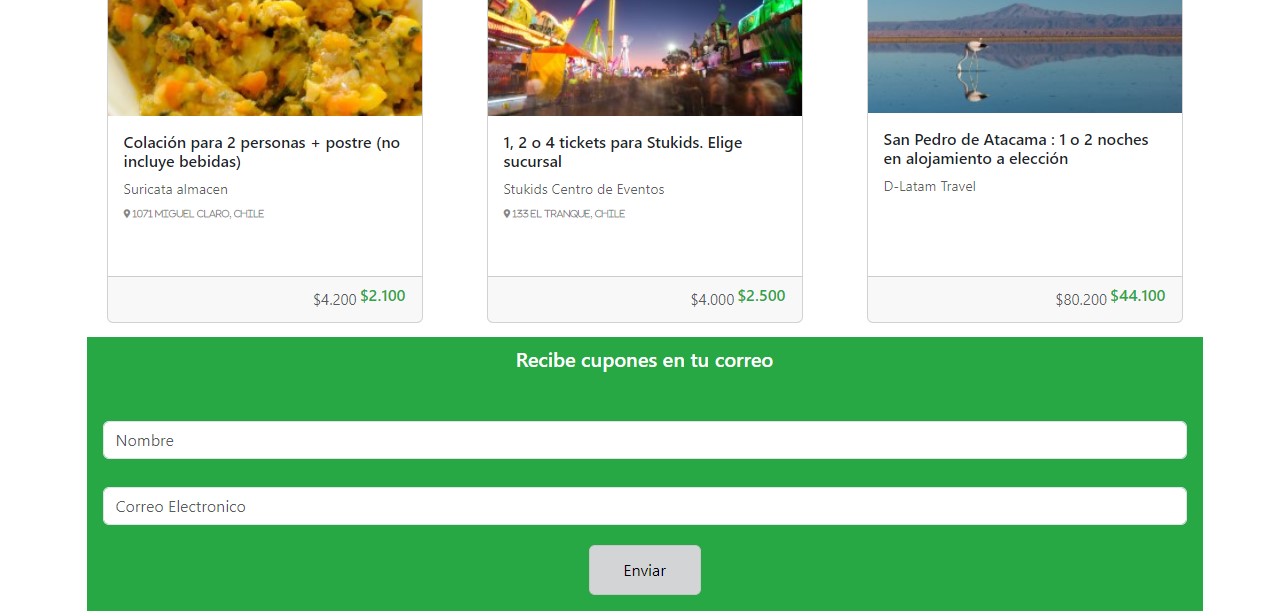 Colación para 2 personas + postre (no
incluye bebidas)
Suricata almacen
1071 MIGUEL CLARO, CHILE
$4.200 $2.100
1, 2 o 4 tickets para Stukids. Elige
sucursal
Stukids Centro de Eventos
133 EL TRANQUE, CHILE
$4.000 $2.500
San Pedro de Atacama : 1 o 2 noches
en alojamiento a elección
D-Latam Travel
$80.200 $44.100
Recibe cupones en tu correo
Nombre
Correo Electronico
Enviar